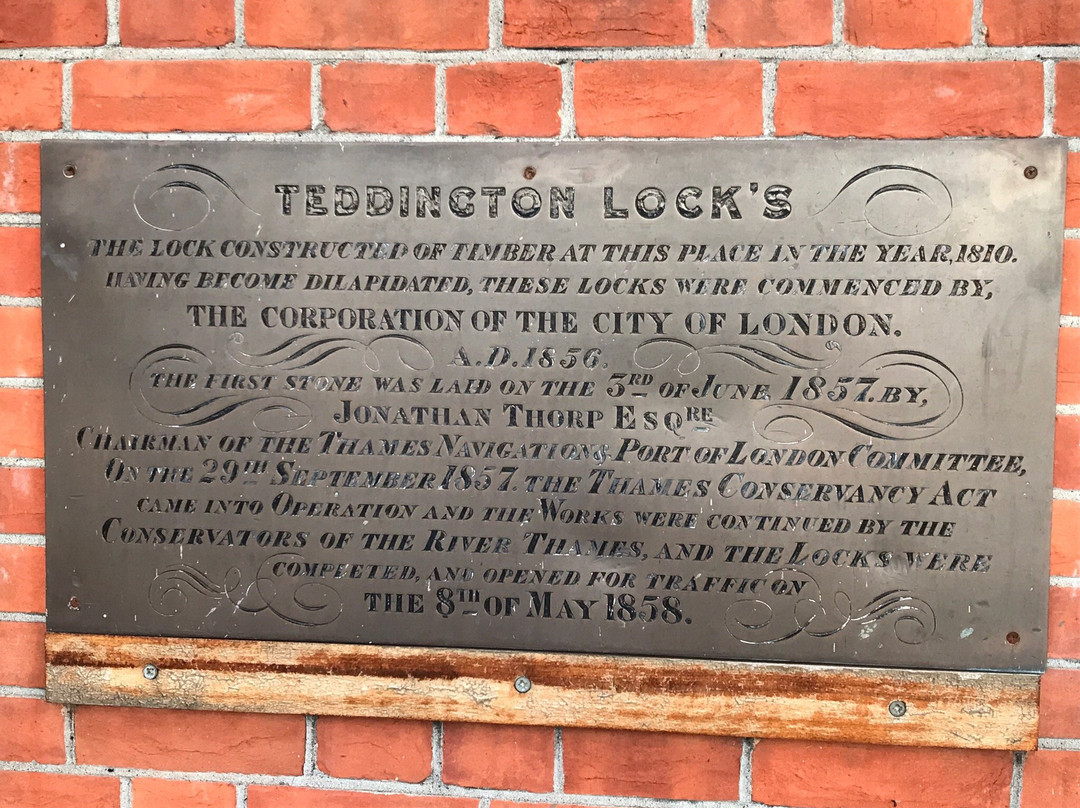 TEDDINGTON LOCK'S
THE LOCK CONSTRUCTED OF TIMBER AT THIS PLACE IN THE YEAR, 1810.
HAVING BECOME DILAPIDATED, THESE LOCKS WERE COMMENCED BY,
THE CORPORATION OF THE CITY OF LONDON.
A.D. 1856.
THE FIRST STONE WAS LAID ON THE 3RD OF JUNE, 1857. BY,
JONATHAN THORP ESQRE
CHAIRMAN OF THE THAMES NAVIGATION & PORT OF LONDON COMMITTEE,
ON THE 29TH SEPTEMBER 1857. THE THAMES CONSERVANCY ACT
CAME INTO OPERATION AND THE WORKS WERE CONTINUED BY THE
CONSERVATORS OF THE RIVER THAMES, AND THE LOCKS WERE
COMPLETED, AND OPENED FOR TRAFFIC ON
THE 8TH OF MAY 1858.